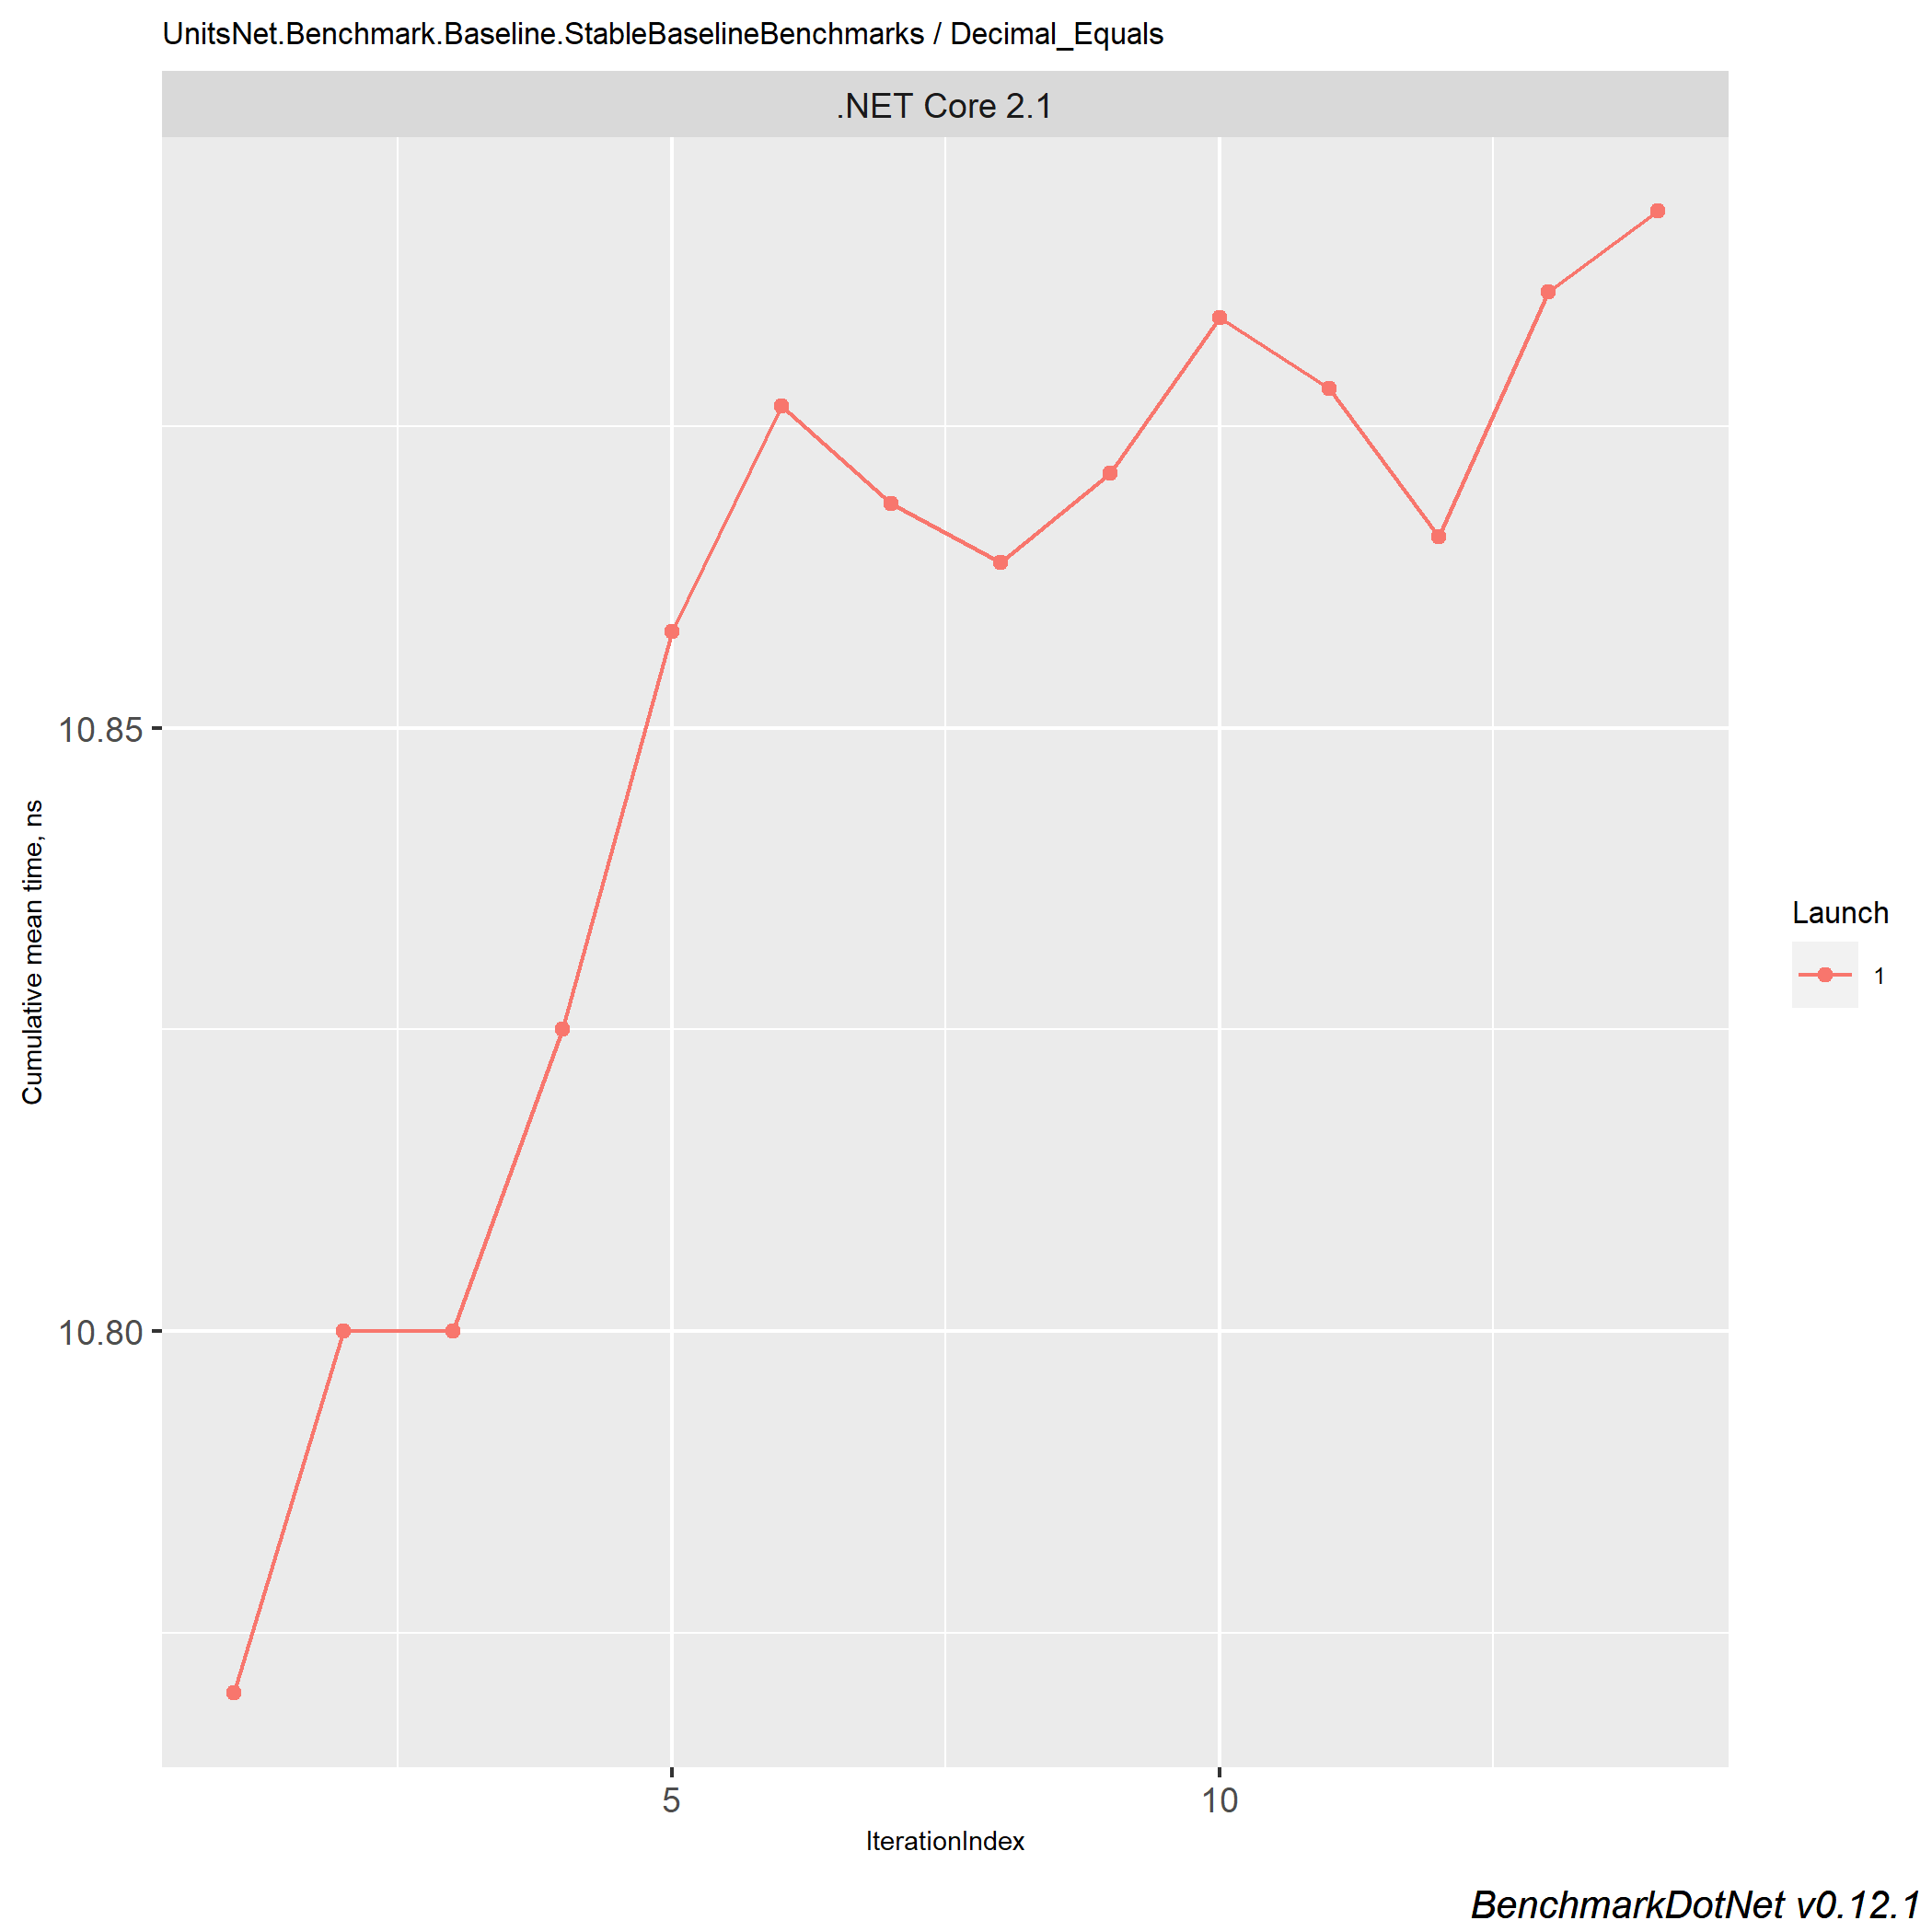 UnitsNet.Benchmark.Baseline.StableBaselineBenchmarks / Decimal_Equals
.NET Core 2.1
10.85
10.80
Cumulative mean time, ns
5
10
IterationIndex
Launch
1
BenchmarkDotNet v0.12.1